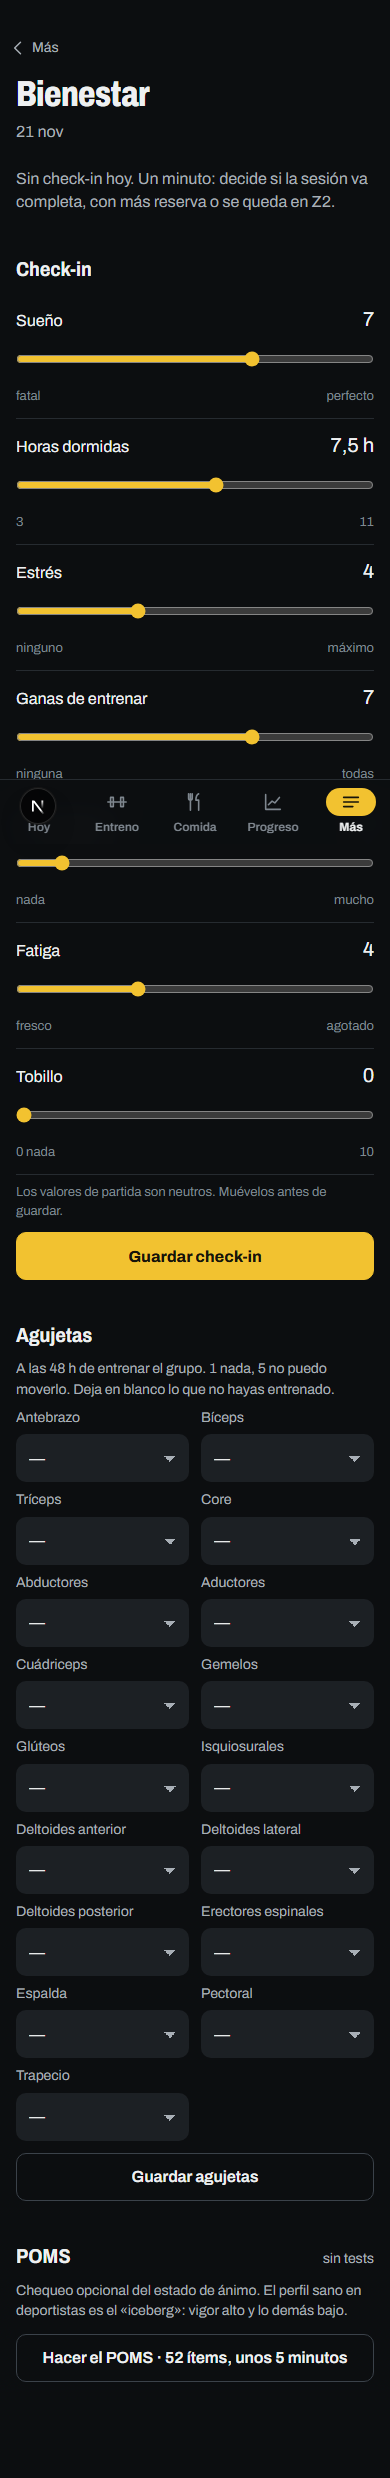 Más
Bienestar
21 nov
Sin check-in hoy. Un minuto: decide si la sesión va
completa, con más reserva o se queda en Z2.
Check-in
Sueño 7
fatal perfecto
Horas dormidas 7,5 h
3 11
Estrés 4
ninguno máximo
Ganas de entrenar 7
ninguna todas
N
Hoy Entreno Comida Progreso Más
nada mucho
Fatiga 4
fresco agotado
Tobillo 0
0 nada 10
Los valores de partida son neutros. Muévelos antes de
guardar.
Guardar check-in
Agujetas
A las 48 h de entrenar el grupo. 1 nada, 5 no puedo
moverlo. Deja en blanco lo que no hayas entrenado.
Antebrazo Bíceps
— —
Tríceps Core
— —
Abductores Aductores
— —
Cuádriceps Gemelos
— —
Glúteos Isquiosurales
— —
Deltoides anterior Deltoides lateral
— —
Deltoides posterior Erectores espinales
— —
Espalda Pectoral
— —
Trapecio
—
Guardar agujetas
POMS sin tests
Chequeo opcional del estado de ánimo. El perfil sano en
deportistas es el «iceberg»: vigor alto y lo demás bajo.
Hacer el POMS · 52 ítems, unos 5 minutos